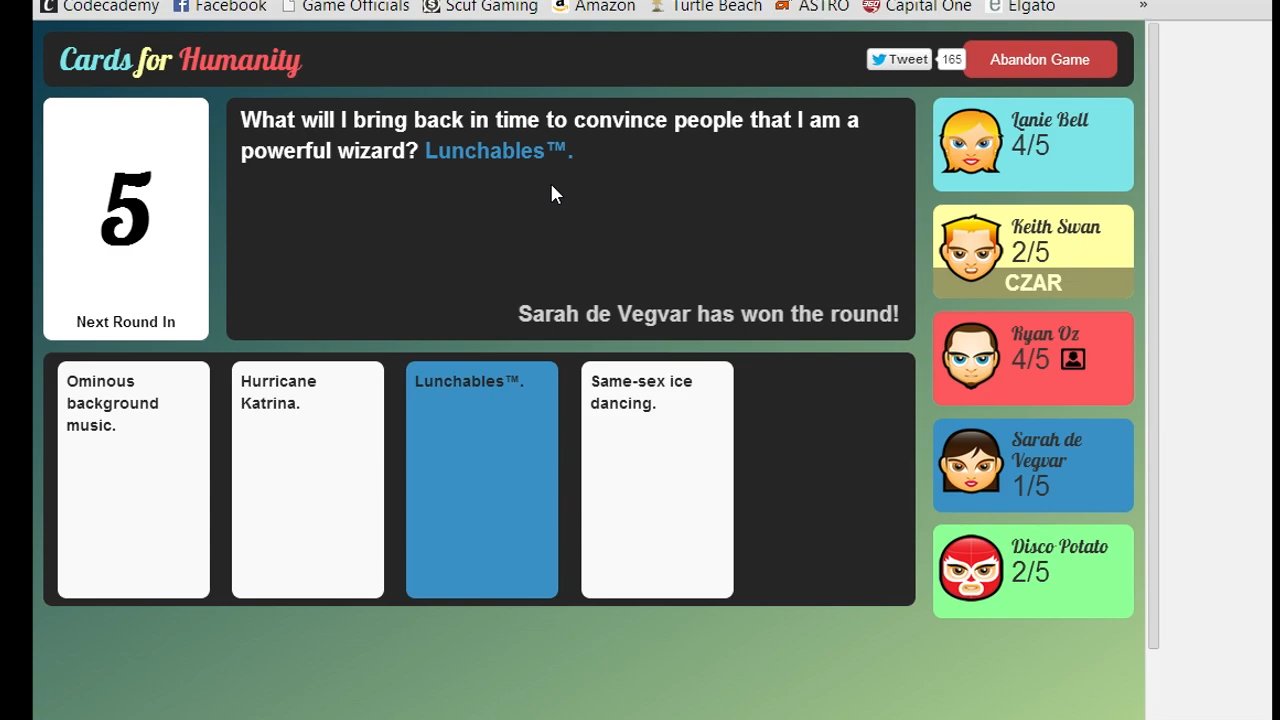 Codecademy Facebook Game Officials Scuf Gaming Amazon Turtle Beach ASTRO Capital One Elgato »
Cards for Humanity
Tweet 165
Abandon Game
5
Next Round In
What will I bring back in time to convince people that I am a
powerful wizard? Lunchables™.
Sarah de Vegvar has won the round!
Ominous
background
music.
Hurricane
Katrina.
Lunchables™.
Same-sex ice
dancing.
Lanie Bell
4/5
Keith Swan
2/5
CZAR
Ryan Oz
4/5
Sarah de
Vegvar
1/5
Disco Potato
2/5